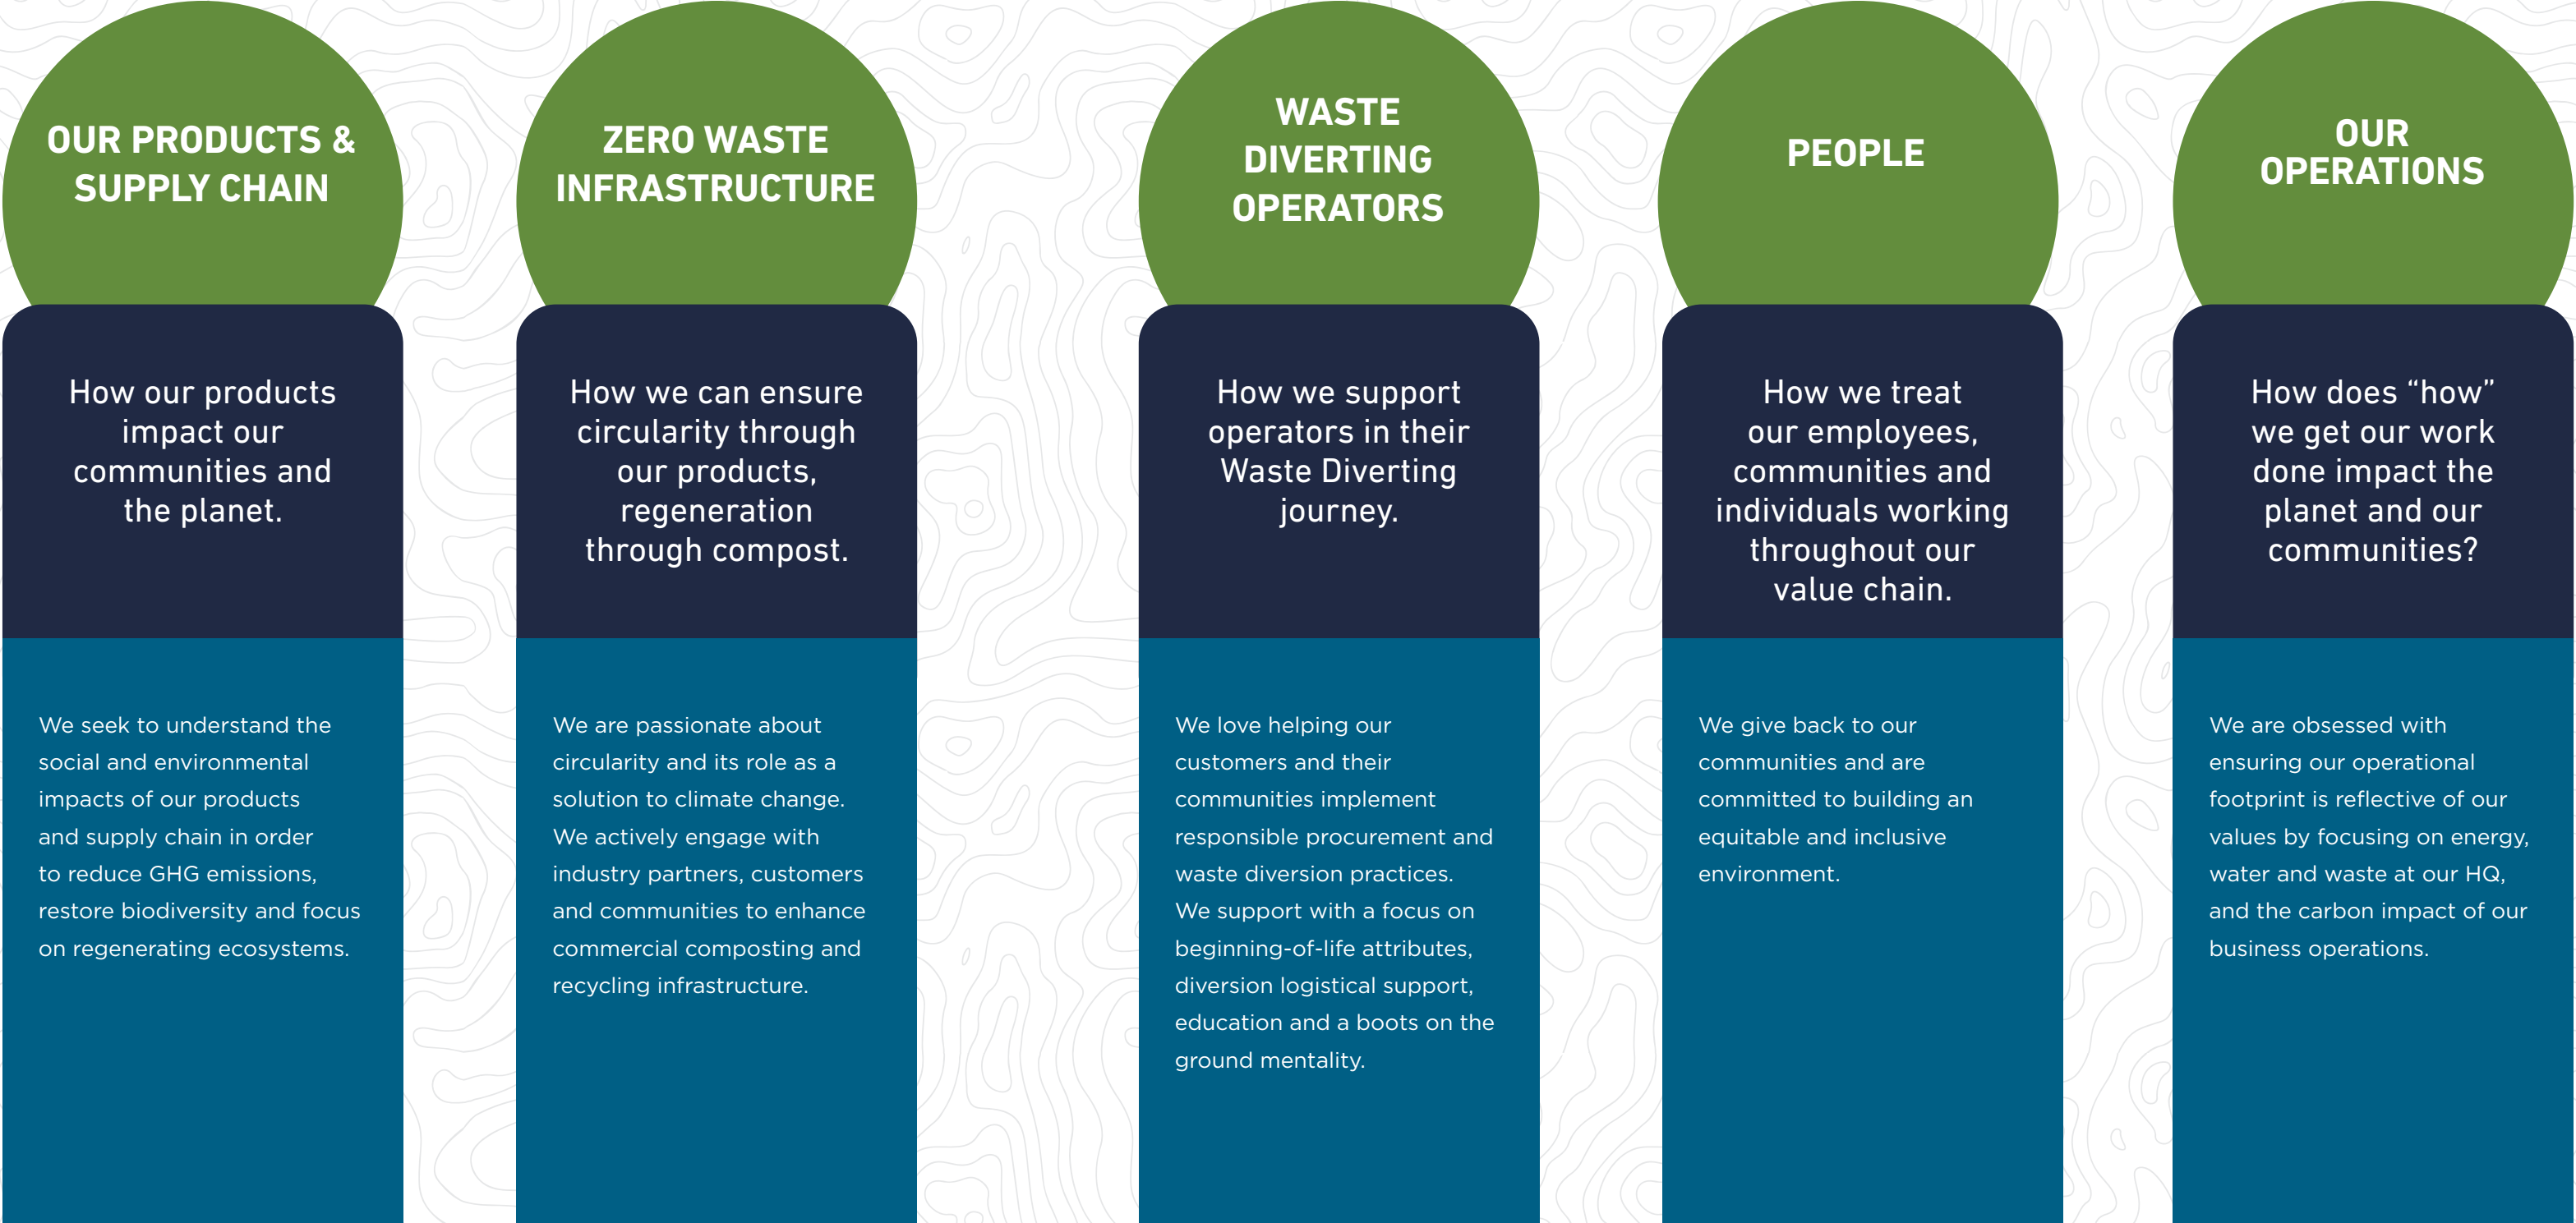 OUR PRODUCTS &
SUPPLY CHAIN
How our products
impact our
communities and
the planet.
We seek to understand the
social and environmental
impacts of our products
and supply chain in order
to reduce GHG emissions,
restore biodiversity and focus
on regenerating ecosystems.
ZERO WASTE
INFRASTRUCTURE
How we can ensure
circularity through
our products,
regeneration
through compost.
We are passionate about
circularity and its role as a
solution to climate change.
We actively engage with
industry partners, customers
and communities to enhance
commercial composting and
recycling infrastructure.
WASTE
DIVERTING
OPERATORS
How we support
operators in their
Waste Diverting
journey.
We love helping our
customers and their
communities implement
responsible procurement and
waste diversion practices.
We support with a focus on
beginning-of-life attributes,
diversion logistical support,
education and a boots on the
ground mentality.
PEOPLE
How we treat
our employees,
communities and
individuals working
throughout our
value chain.
We give back to our
communities and are
committed to building an
equitable and inclusive
environment.
OUR
OPERATIONS
How does “how”
we get our work
done impact the
planet and our
communities?
We are obsessed with
ensuring our operational
footprint is reflective of our
values by focusing on energy,
water and waste at our HQ,
and the carbon impact of our
business operations.